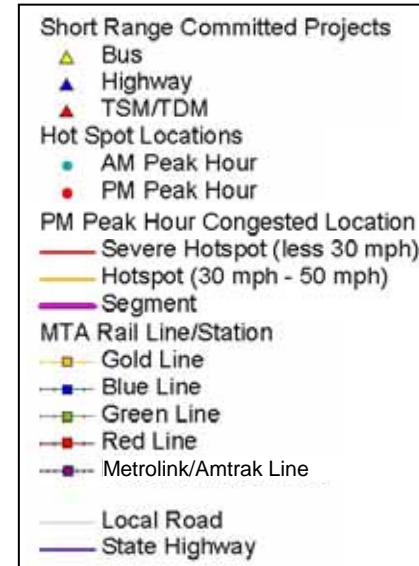 Short Range Committed Projects
Bus
Highway
TSM/TDM
Hot Spot Locations
AM Peak Hour
PM Peak Hour
PM Peak Hour Congested Location
Severe Hotspot (less 30 mph)
Hotspot (30 mph - 50 mph)
Segment
MTA Rail Line/Station
Gold Line
Blue Line
Green Line
Red Line
Metrolink/Amtrak Line
Local Road
State Highway